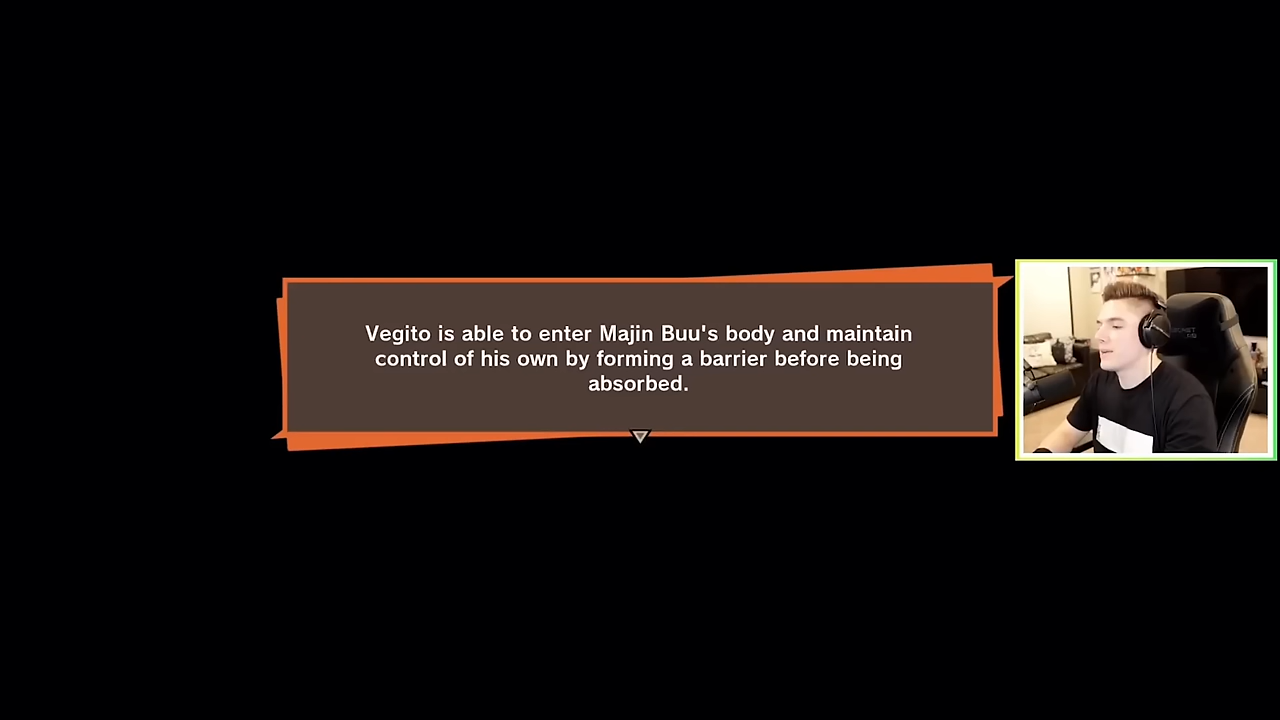 Vegito is able to enter Majin Buu's body and maintain
control of his own by forming a barrier before being
absorbed.